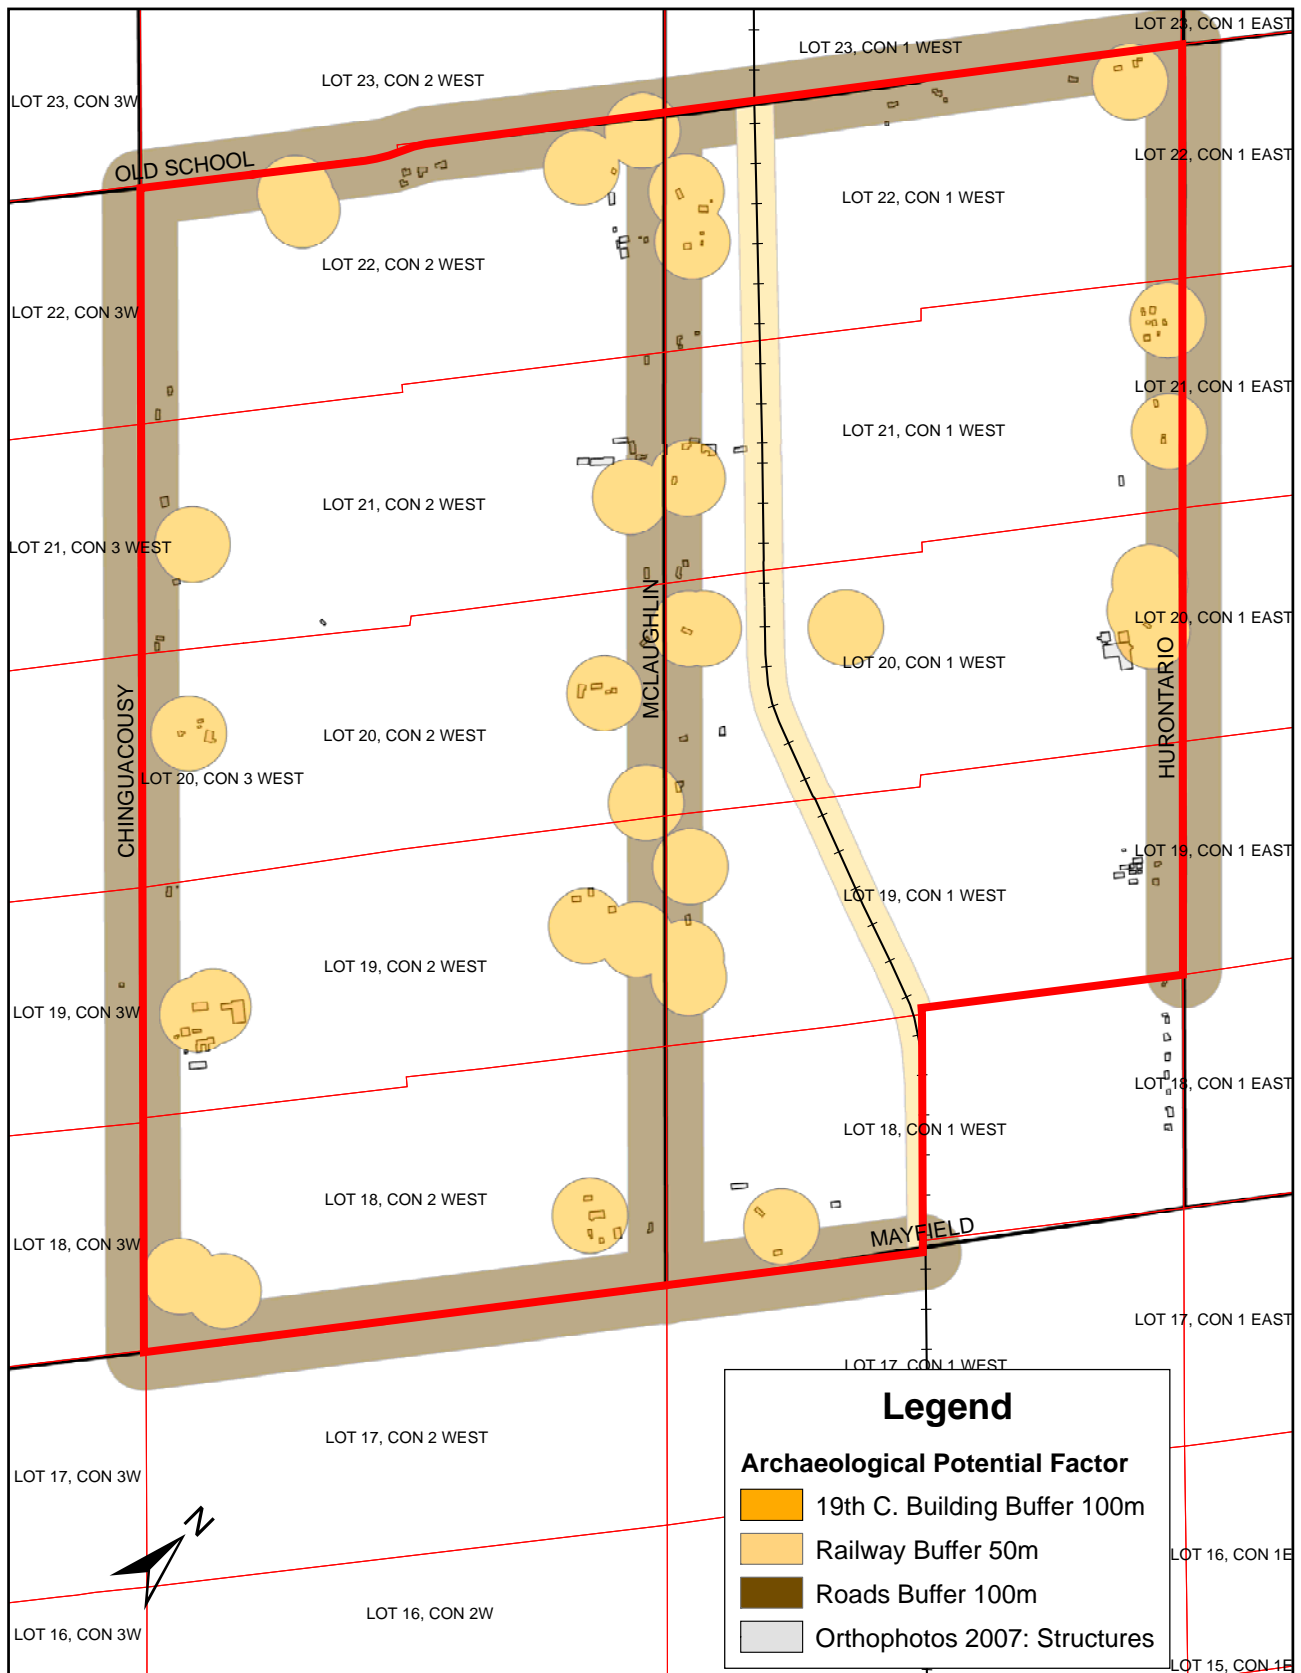 LOT 23, CON 1 EAST
LOT 23, CON 1 WEST
LOT 23, CON 2 WEST
LOT 23, CON 3W
OLD SCHOOL
LOT 22, CON 1 EAST
LOT 22, CON 1 WEST
LOT 22, CON 2 WEST
LOT 22, CON 3W
LOT 21, CON 1 EAST
LOT 21, CON 1 WEST
LOT 21, CON 2 WEST
LOT 21, CON 3 WEST
MCLAUGHLIN
LOT 20, CON 1 EAST
LOT 20, CON 1 WEST
HURONTARIO
CHINGUACOUSY
LOT 20, CON 2 WEST
LOT 20, CON 3 WEST
LOT 19, CON 1 EAST
LOT 19, CON 1 WEST
LOT 19, CON 2 WEST
LOT 19, CON 3W
LOT 18, CON 1 EAST
LOT 18, CON 1 WEST
LOT 18, CON 2 WEST
LOT 18, CON 3W
MAYFIELD
LOT 17, CON 1 EAST
LOT 17, CON 1 WEST
LOT 17, CON 2 WEST
LOT 17, CON 3W
N
LOT 16, CON 1E
LOT 16, CON 2W
LOT 16, CON 3W
LOT 15, CON 1E
Legend
Archaeological Potential Factor
19th C. Building Buffer 100m
Railway Buffer 50m
Roads Buffer 100m
Orthophotos 2007: Structures